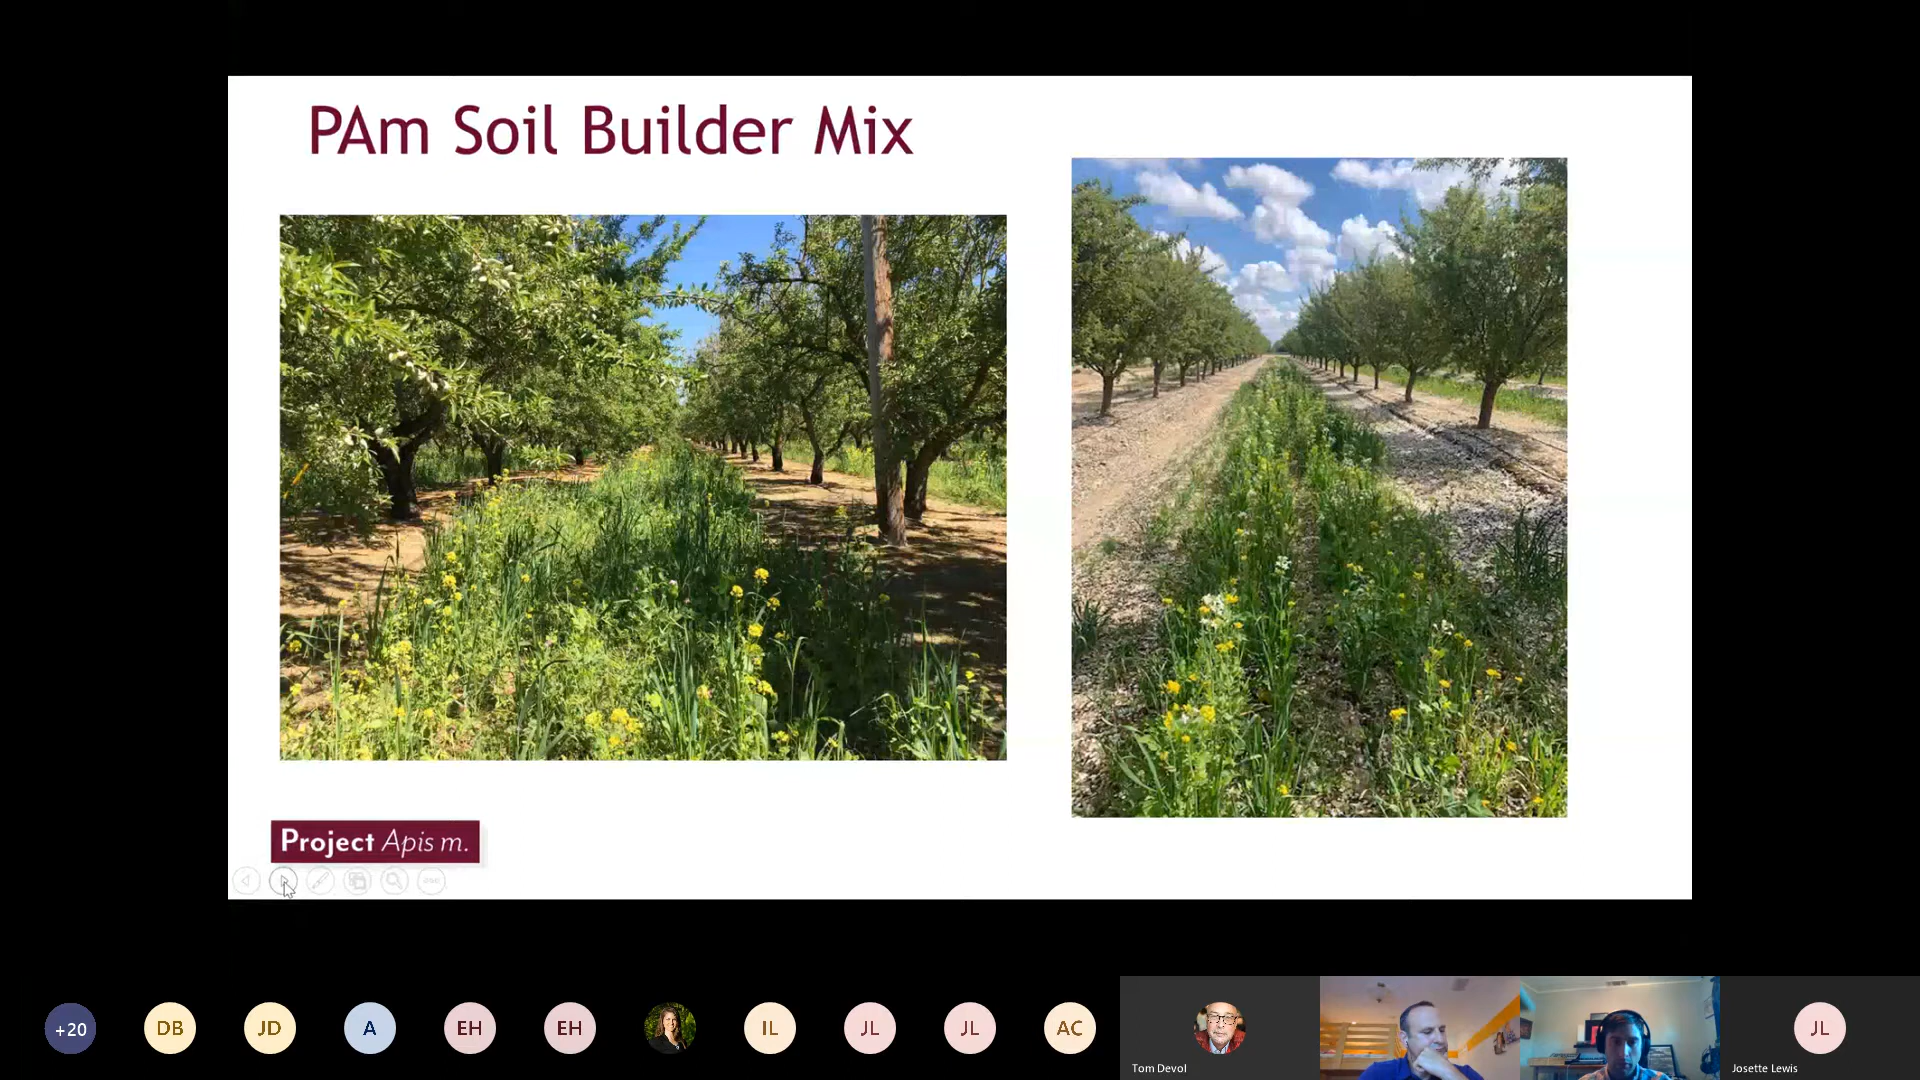 PAm Soil Builder Mix
Project Apis m.
+20
DB
JD
A
EH
EH
IL
JL
JL
AC
Tom Devol
JL
Josette Lewis